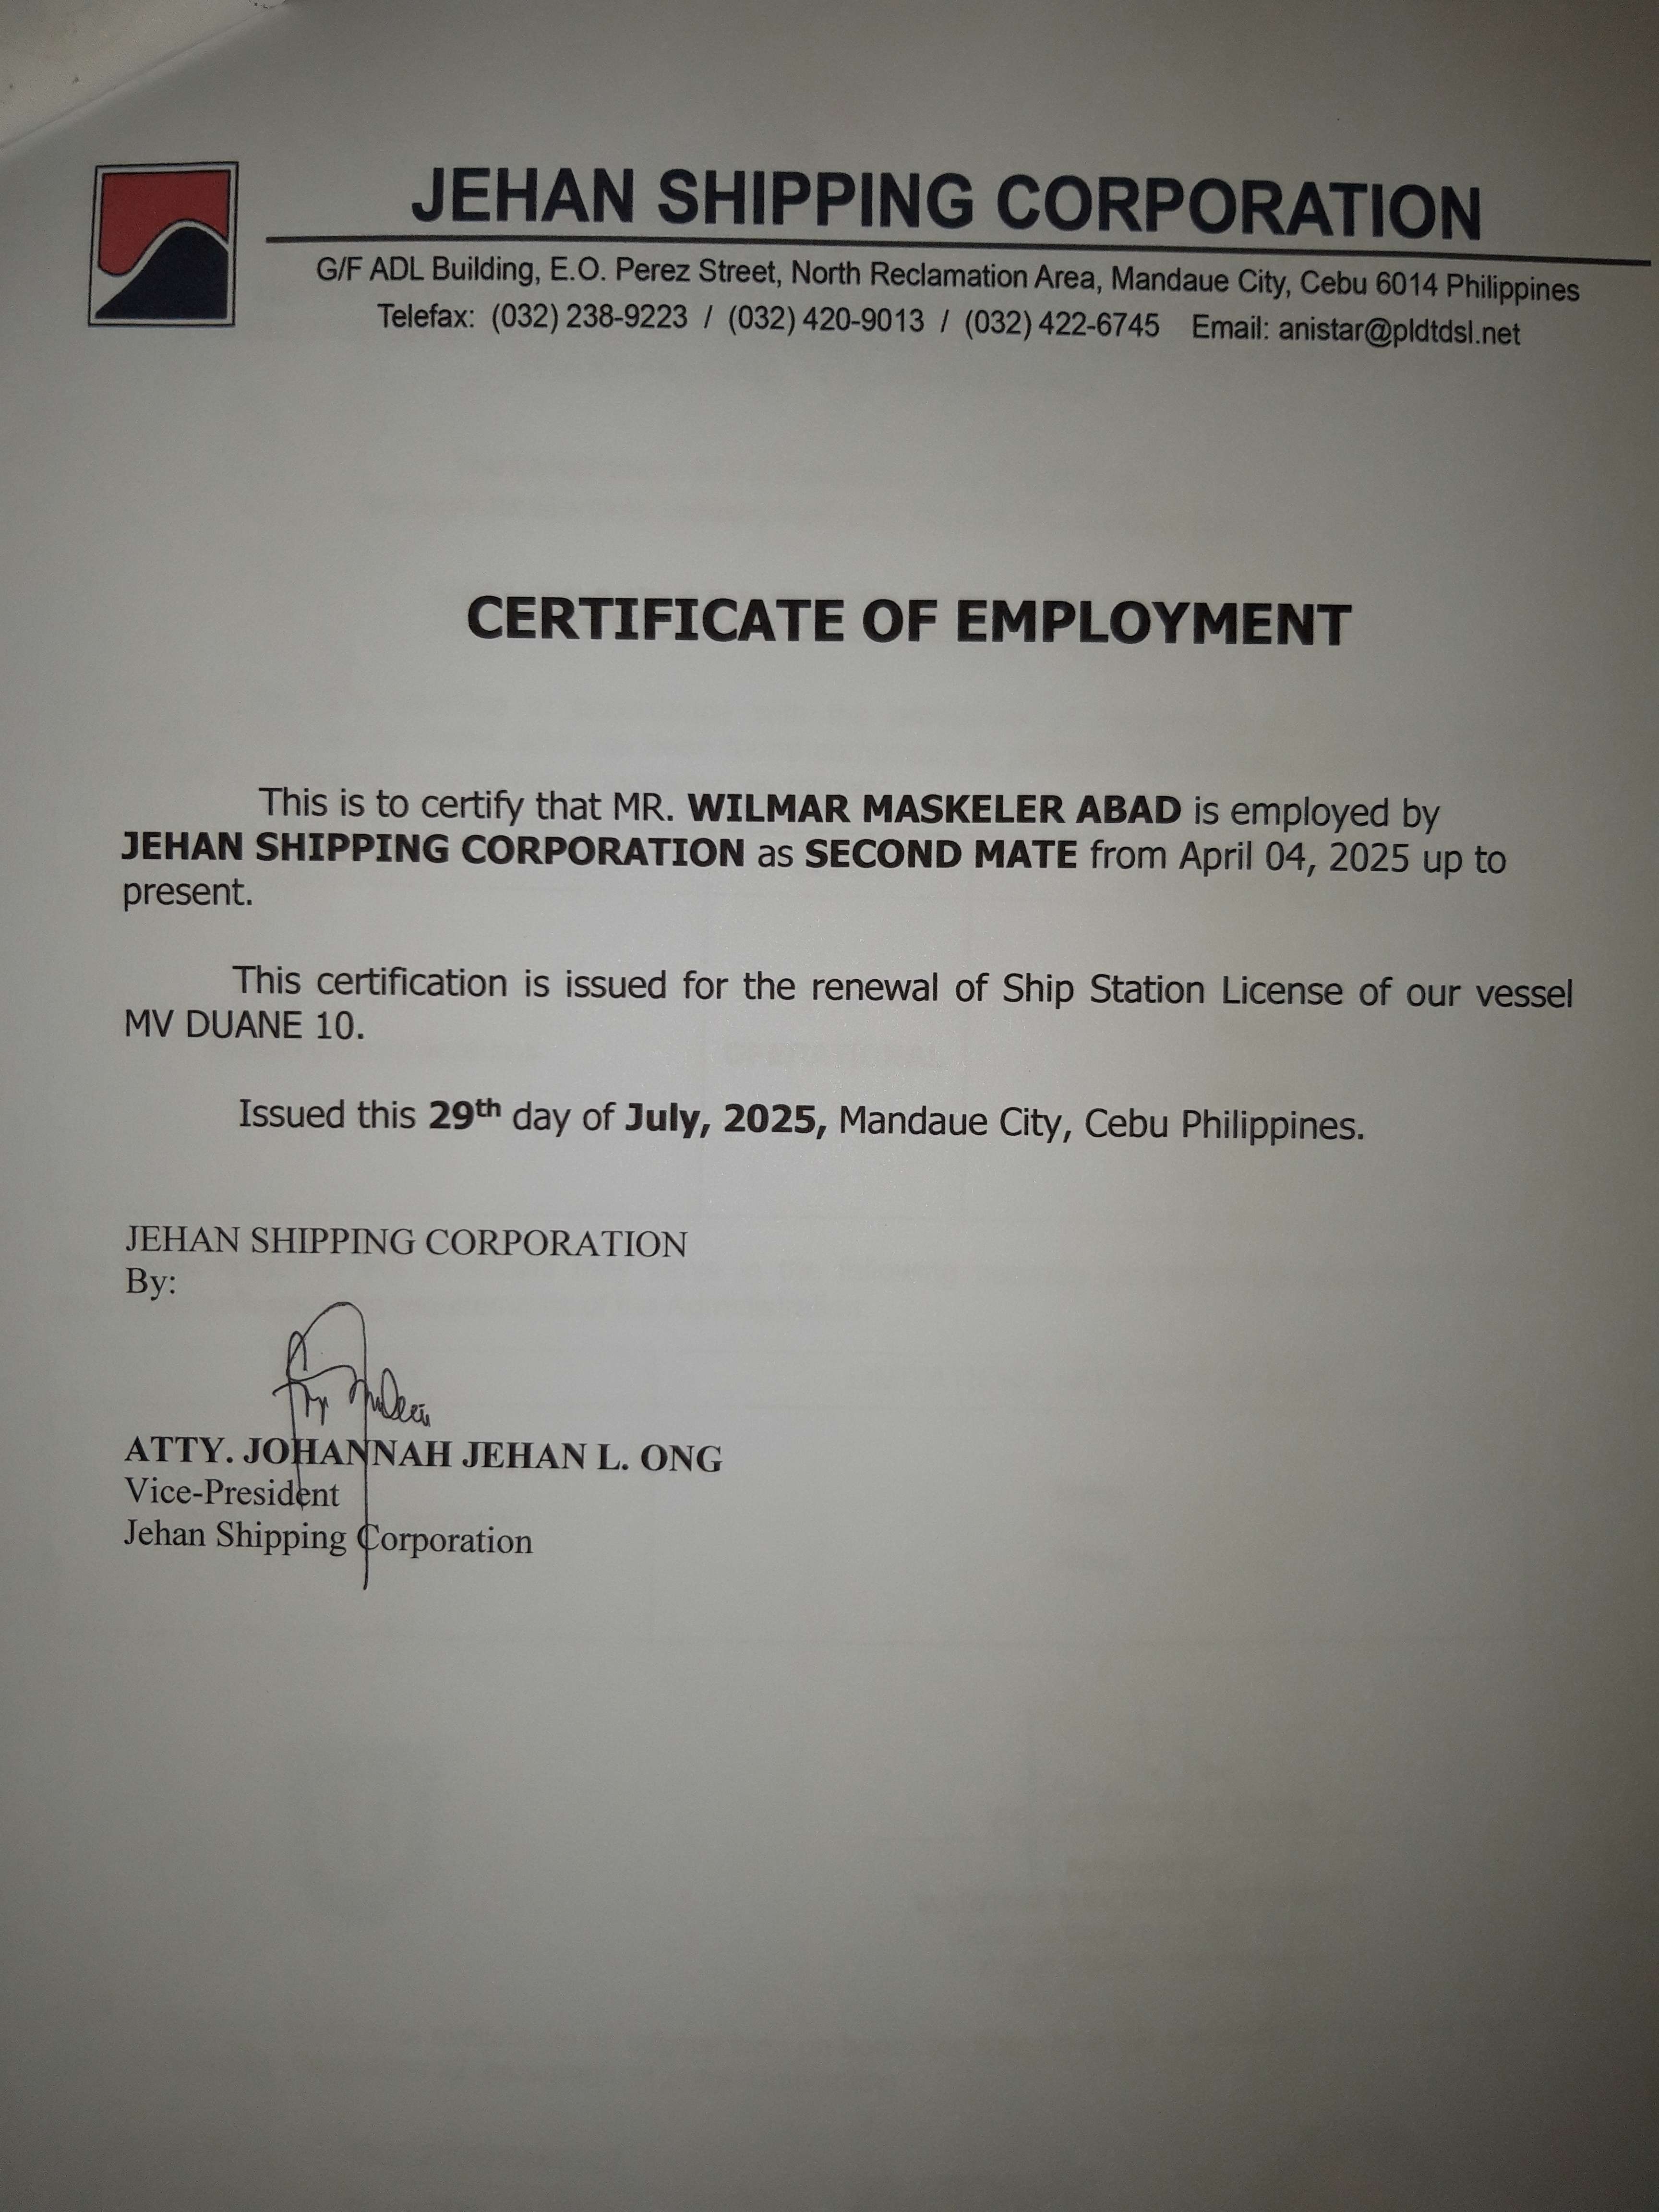 JEHAN SHIPPING CORPORATION
G/F ADL Building, E.O. Perez Street, North Reclamation Area, Mandaue City, Cebu 6014 Philippines
Telefax: (032) 238-9223 / (032) 420-9013 / (032) 422-6745 Email: anistar@pldtdsl.net
CERTIFICATE OF EMPLOYMENT
This is to certify that MR. WILMAR MASKELER ABAD is employed by
JEHAN SHIPPING CORPORATION as SECOND MATE from April 04, 2025 up to
present.
This certification is issued for the renewal of Ship Station License of our vessel
MV DUANE 10.
Issued this 29th day of July, 2025, Mandaue City, Cebu Philippines.
JEHAN SHIPPING CORPORATION
By:
ATTY. JOHANNAH JEHAN L. ONG
Vice-President
Jehan Shipping Corporation